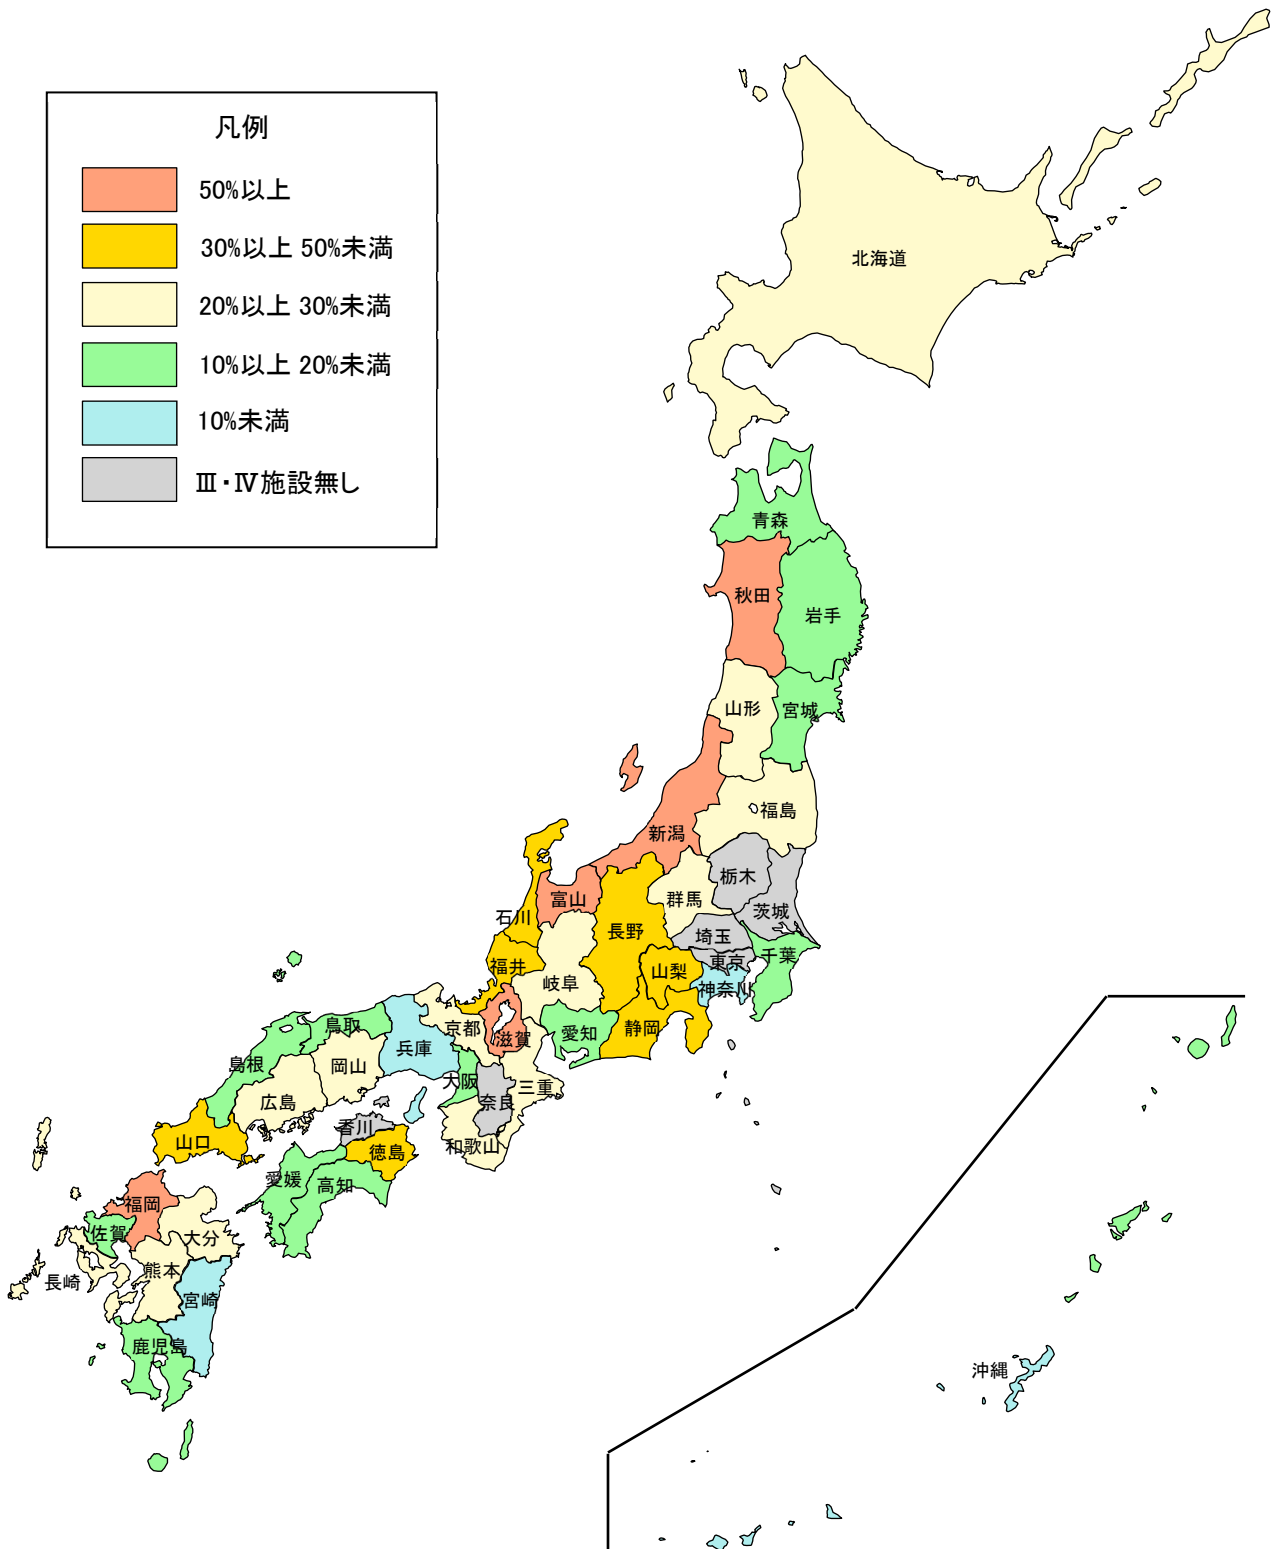 凡例
50%以上
30%以上 50%未満
20%以上 30%未満
10%以上 20%未満
10%未満
Ⅲ・Ⅳ施設無し
北海道
青森
秋田
岩手
山形
宮城
福島
新潟
栃木
群馬
富山
茨城
石川
長野
埼玉
千葉
東京
福井
山梨
岐阜
神奈川
鳥取
京都
静岡
愛知
滋賀
兵庫
島根
岡山
大阪
三重
広島
奈良
香川
山口
和歌山
徳島
愛媛
高知
福岡
佐賀
大分
熊本
長崎
宮崎
鹿児島
沖縄